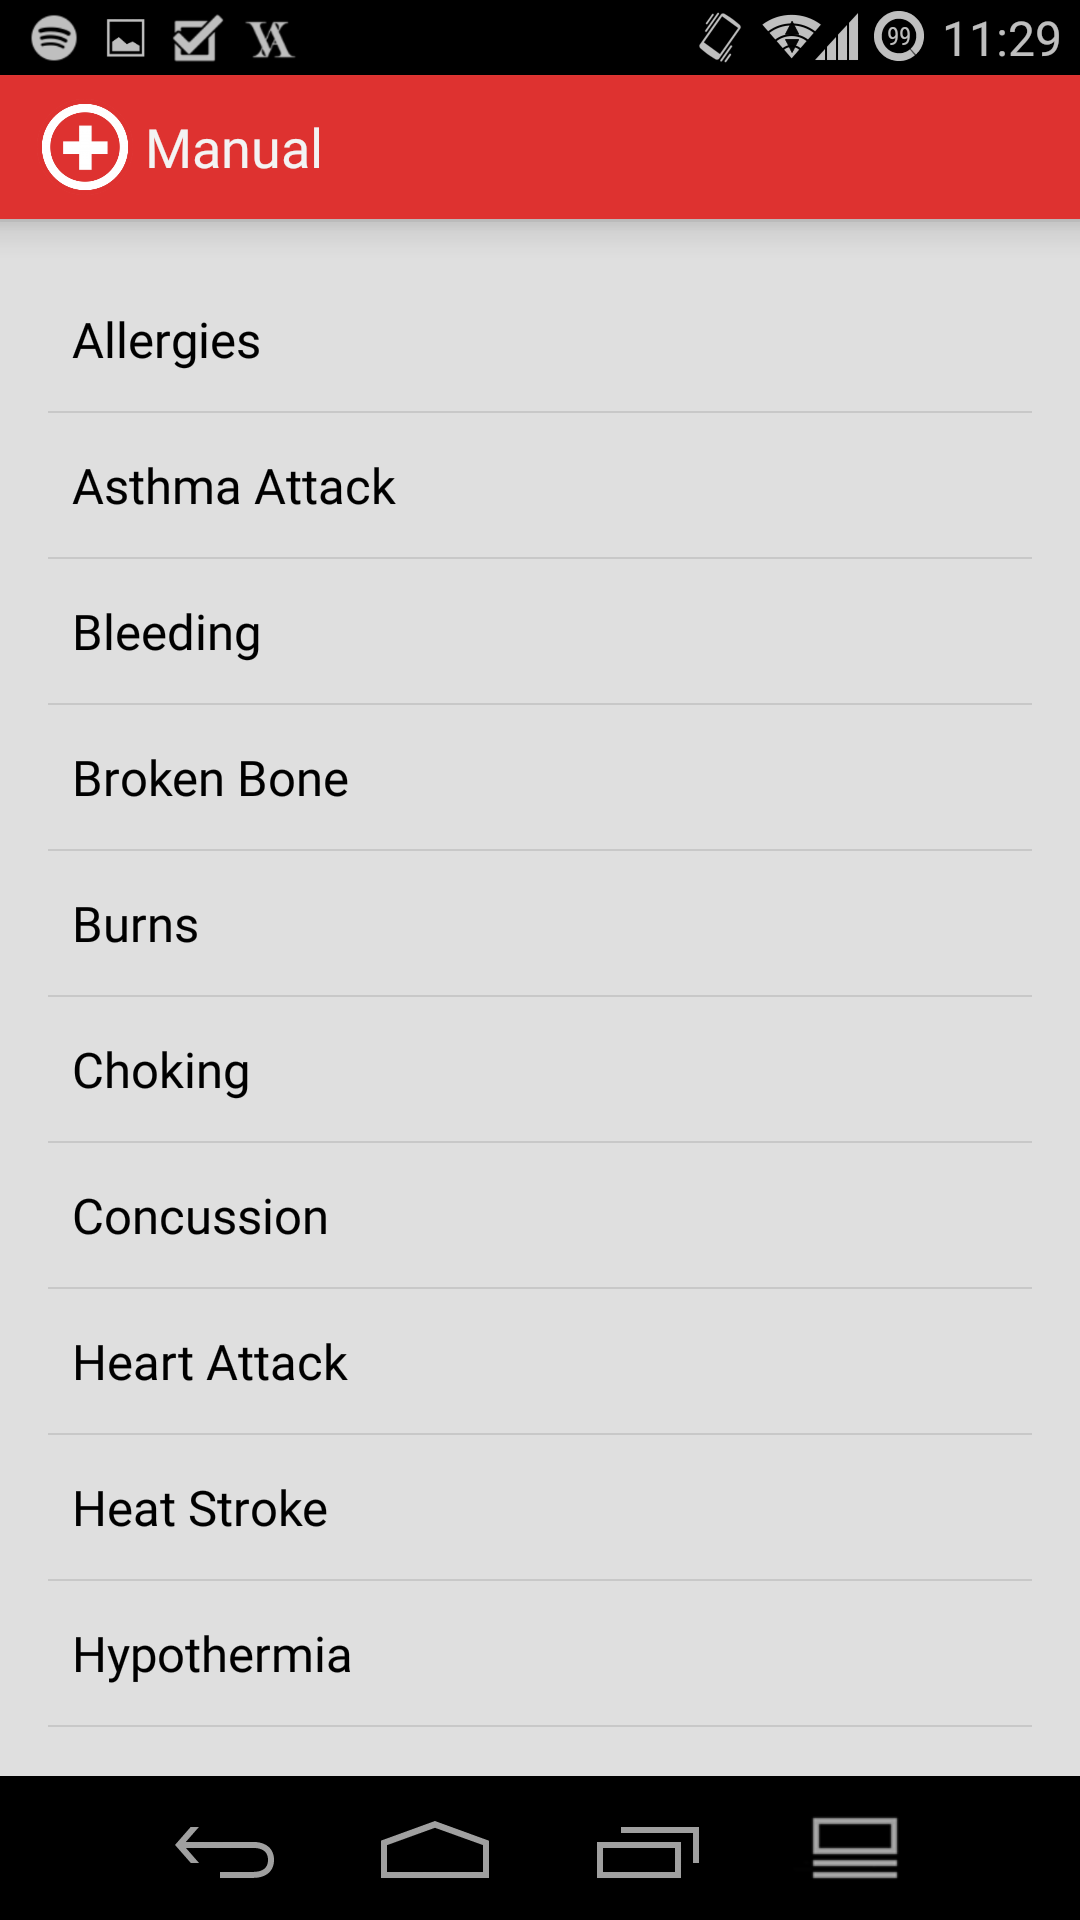 99 11:29
Manual
Allergies
Asthma Attack
Bleeding
Broken Bone
Burns
Choking
Concussion
Heart Attack
Heat Stroke
Hypothermia